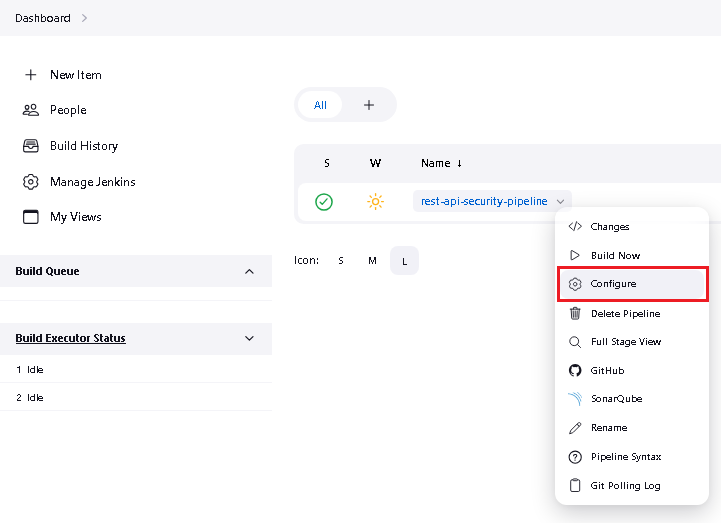 Dashboard
New Item
People
Build History
Manage Jenkins
My Views
Build Queue
Build Executor Status
1 Idle
2 Idle
All
S W Name ↓
rest-api-security-pipeline
Icon: S M L
Changes
Build Now
Configure
Delete Pipeline
Full Stage View
GitHub
SonarQube
Rename
Pipeline Syntax
Git Polling Log